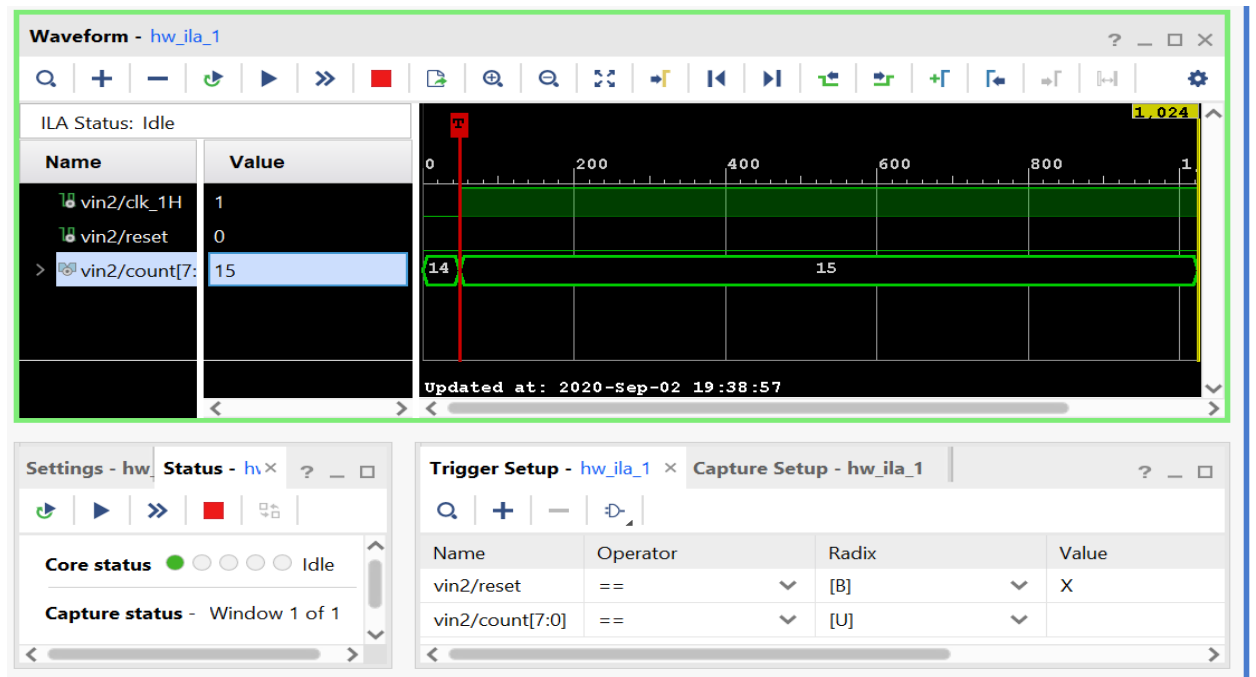 Waveform - hw_ila_1
ILA Status: Idle
1,024
T
Name Value
0 200 400 600 800 1,
vin2/clk_1H 1
vin2/reset 0
vin2/count[7: 15
14 15
Updated at: 2020-Sep-02 19:38:57
Settings - hw_ Status - hv
Core status Idle
Capture status - Window 1 of 1
Trigger Setup - hw_ila_1 Capture Setup - hw_ila_1
Name Operator Radix Value
vin2/reset == [B] X
vin2/count[7:0] == [U]